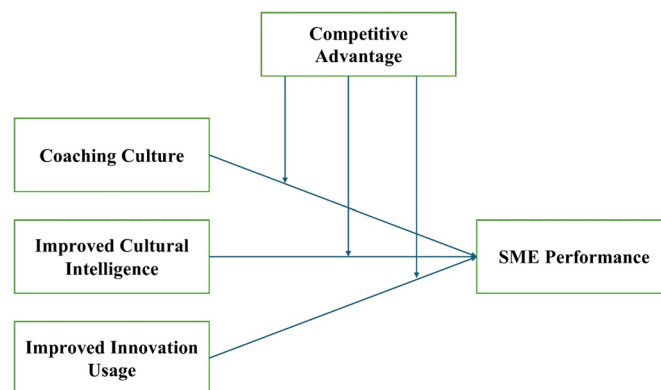 Competitive
Advantage
Coaching Culture
Improved Cultural
Intelligence
SME Performance
Improved Innovation
Usage